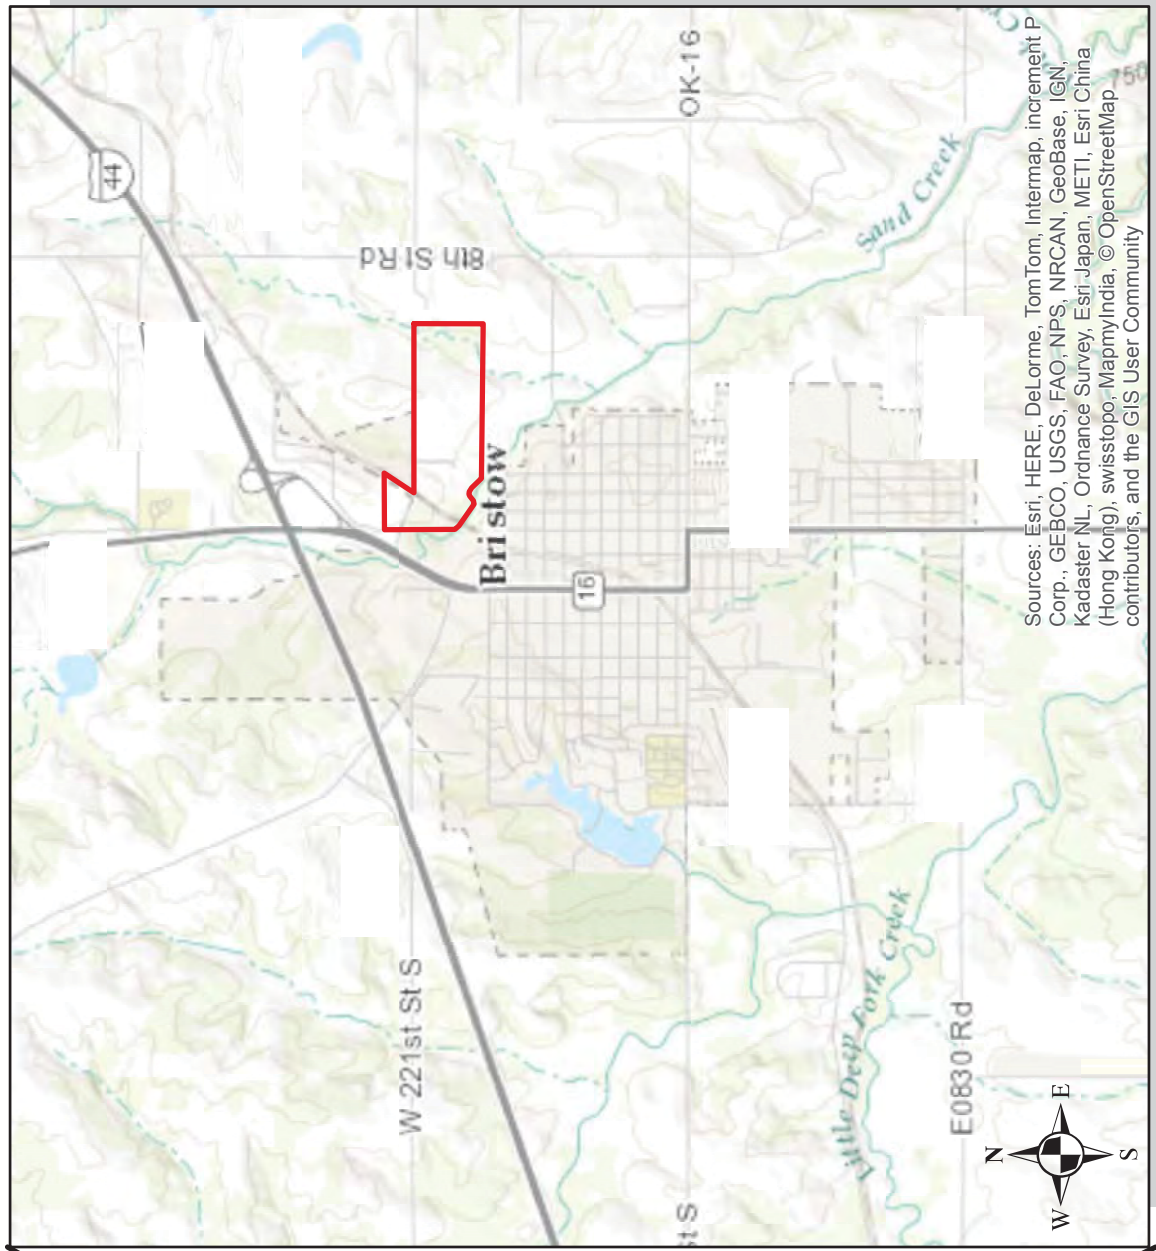 44
OK-16
750
8th St Rd
Sand Creek
Bristow
16
W 221st St S
Little Deep Fork Creek
E0830 Rd
St S
N
W
E
S
Sources: Esri, HERE, DeLorme, TomTom, Intermap, increment P
Corp., GEBCO, USGS, FAO, NPS, NRCAN, GeoBase, IGN,
Kadaster NL, Ordnance Survey, Esri Japan, METI, Esri China
(Hong Kong), swisstopo, MapmyIndia, © OpenStreetMap
contributors, and the GIS User Community